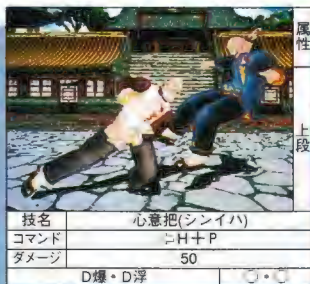 属性
上段
技名 心意把(シンイハ)
コマンド H+P
ダメージ 50
D爆・D浮